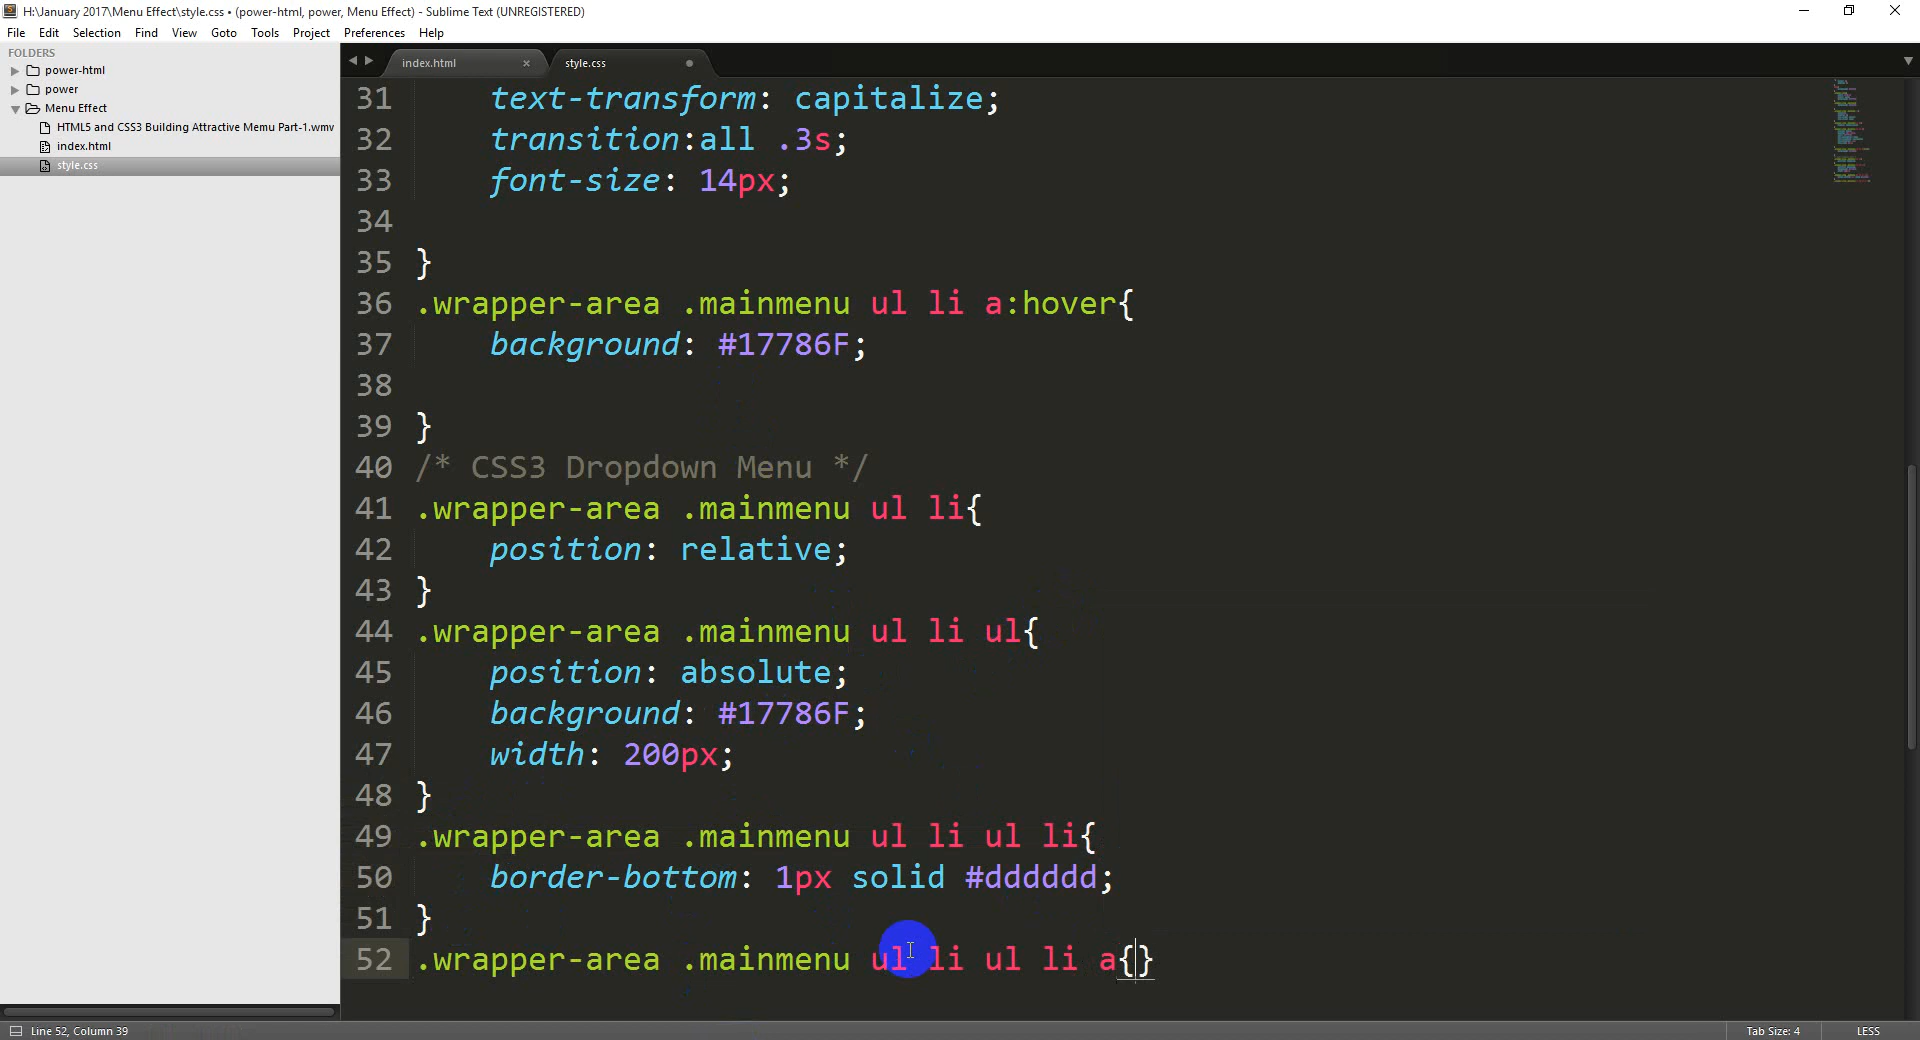 H:\January 2017\Menu Effect\style.css • (power-html, power, Menu Effect) - Sublime Text (UNREGISTERED)
File Edit Selection Find View Goto Tools Project Preferences Help
FOLDERS
power-html
power
Menu Effect
HTML5 and CSS3 Building Attractive Memu Part-1.wmv
index.html
style.css
index.html × style.css
31 text-transform: capitalize;
32 transition:all .3s;
33 font-size: 14px;
34
35 }
36 .wrapper-area .mainmenu ul li a:hover{
37 background: #17786F;
38
39 }
40 /* CSS3 Dropdown Menu */
41 .wrapper-area .mainmenu ul li{
42 position: relative;
43 }
44 .wrapper-area .mainmenu ul li ul{
45 position: absolute;
46 background: #17786F;
47 width: 200px;
48 }
49 .wrapper-area .mainmenu ul li ul li{
50 border-bottom: 1px solid #dddddd;
51 }
52 .wrapper-area .mainmenu ul li ul li a{}
Line 52, Column 39 Tab Size: 4 LESS